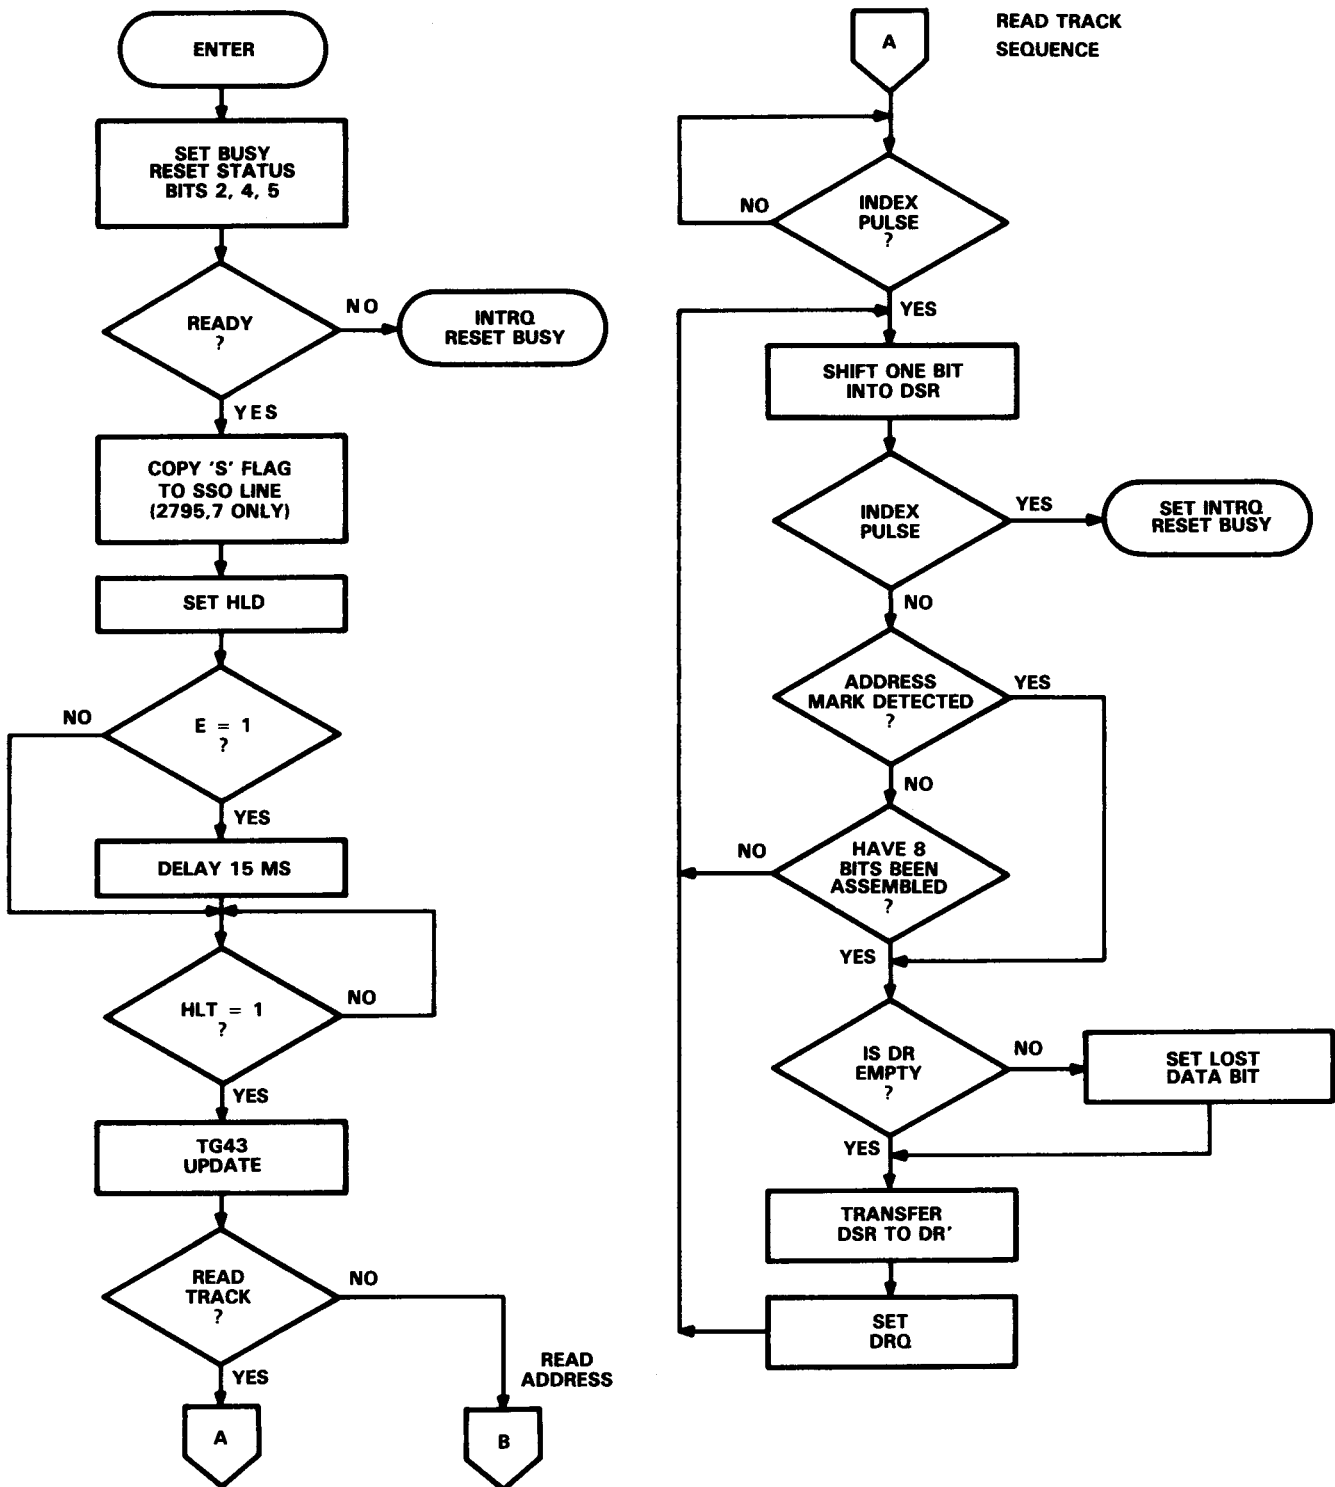 ENTER
SET BUSY
RESET STATUS
BITS 2, 4, 5
READY
?
NO
INTRQ
RESET BUSY
YES
COPY 'S' FLAG
TO SSO LINE
(2795,7 ONLY)
SET HLD
NO
E = 1
?
YES
DELAY 15 MS
HLT = 1
?
NO
YES
TG43
UPDATE
READ
TRACK
?
NO
YES
READ
ADDRESS
A
B
A
READ TRACK
SEQUENCE
NO
INDEX
PULSE
?
YES
SHIFT ONE BIT
INTO DSR
INDEX
PULSE
YES
SET INTRQ
RESET BUSY
NO
ADDRESS
MARK DETECTED
?
YES
NO
NO
HAVE 8
BITS BEEN
ASSEMBLED
?
YES
IS DR
EMPTY
?
NO
SET LOST
DATA BIT
YES
TRANSFER
DSR TO DR'
SET
DRQ